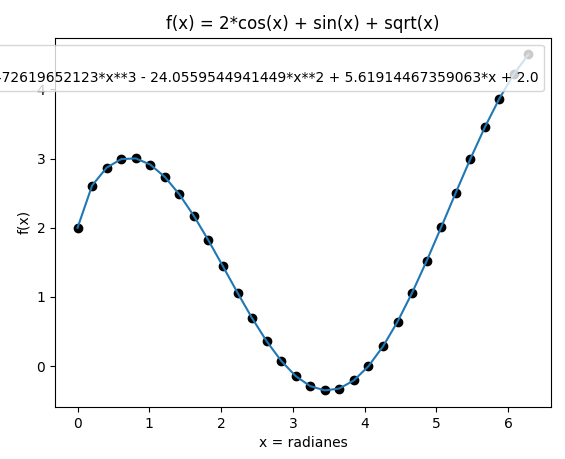 f(x) = 2*cos(x) + sin(x) + sqrt(x)
72619652123*x**3 - 24.0559544941449*x**2 + 5.61914467359063*x + 2.0
4
3
2
1
0
f(x)
0 1 2 3 4 5 6
x = radianes